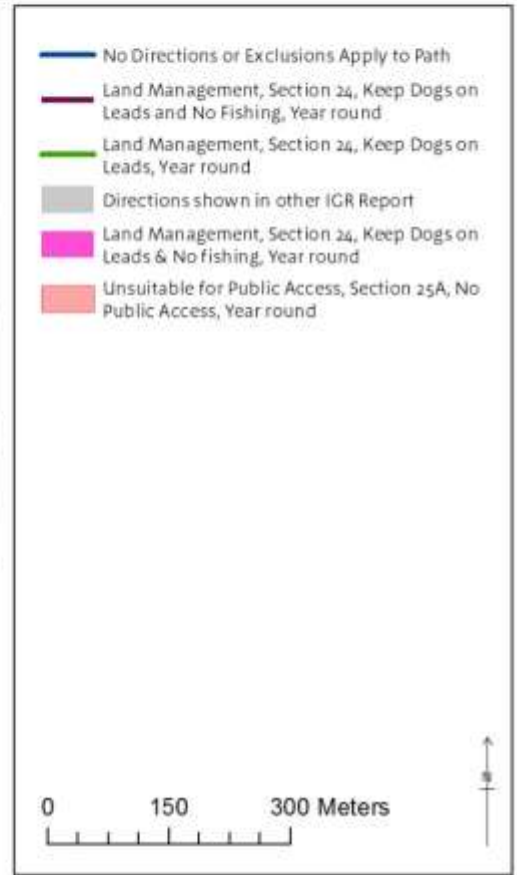 No Directions or Exclusions Apply to Path
Land Management, Section 24, Keep Dogs on
Leads and No Fishing, Year round
Land Management, Section 24, Keep Dogs on
Leads, Year round
Directions shown in other IGR Report
Land Management, Section 24, Keep Dogs on
Leads & No fishing, Year round
Unsuitable for Public Access, Section 25A, No
Public Access, Year round
N
0 150 300 Meters